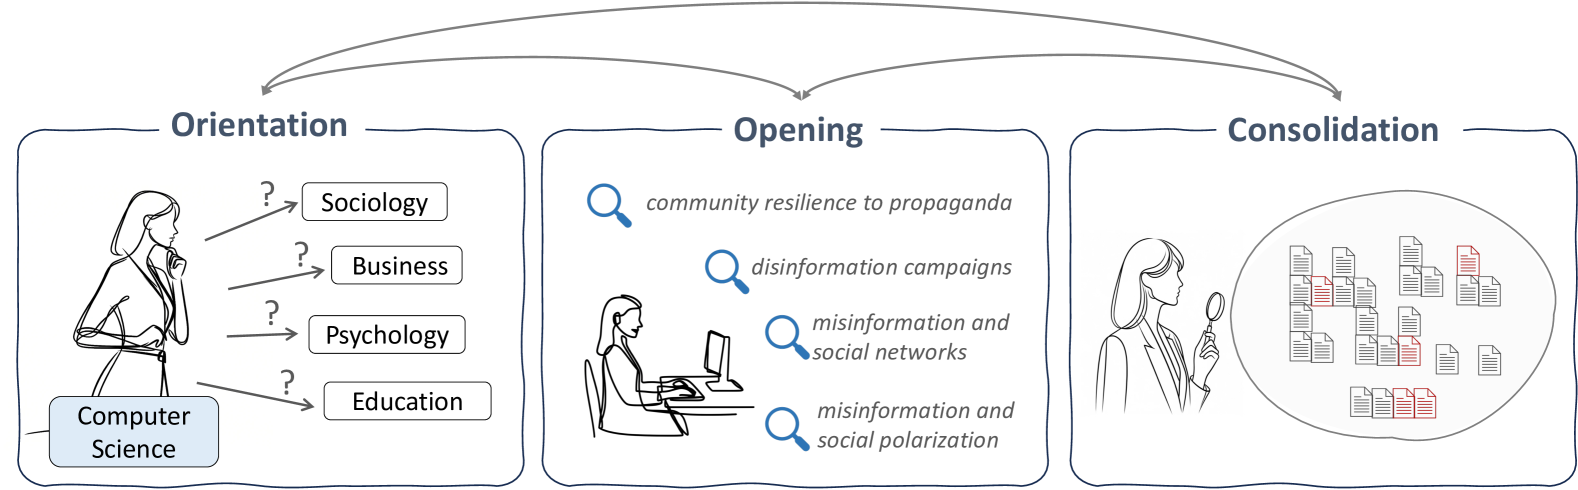 Orientation
? Sociology
? Business
? Psychology
? Education
Computer
Science
Opening
community resilience to propaganda
disinformation campaigns
misinformation and
social networks
misinformation and
social polarization
Consolidation